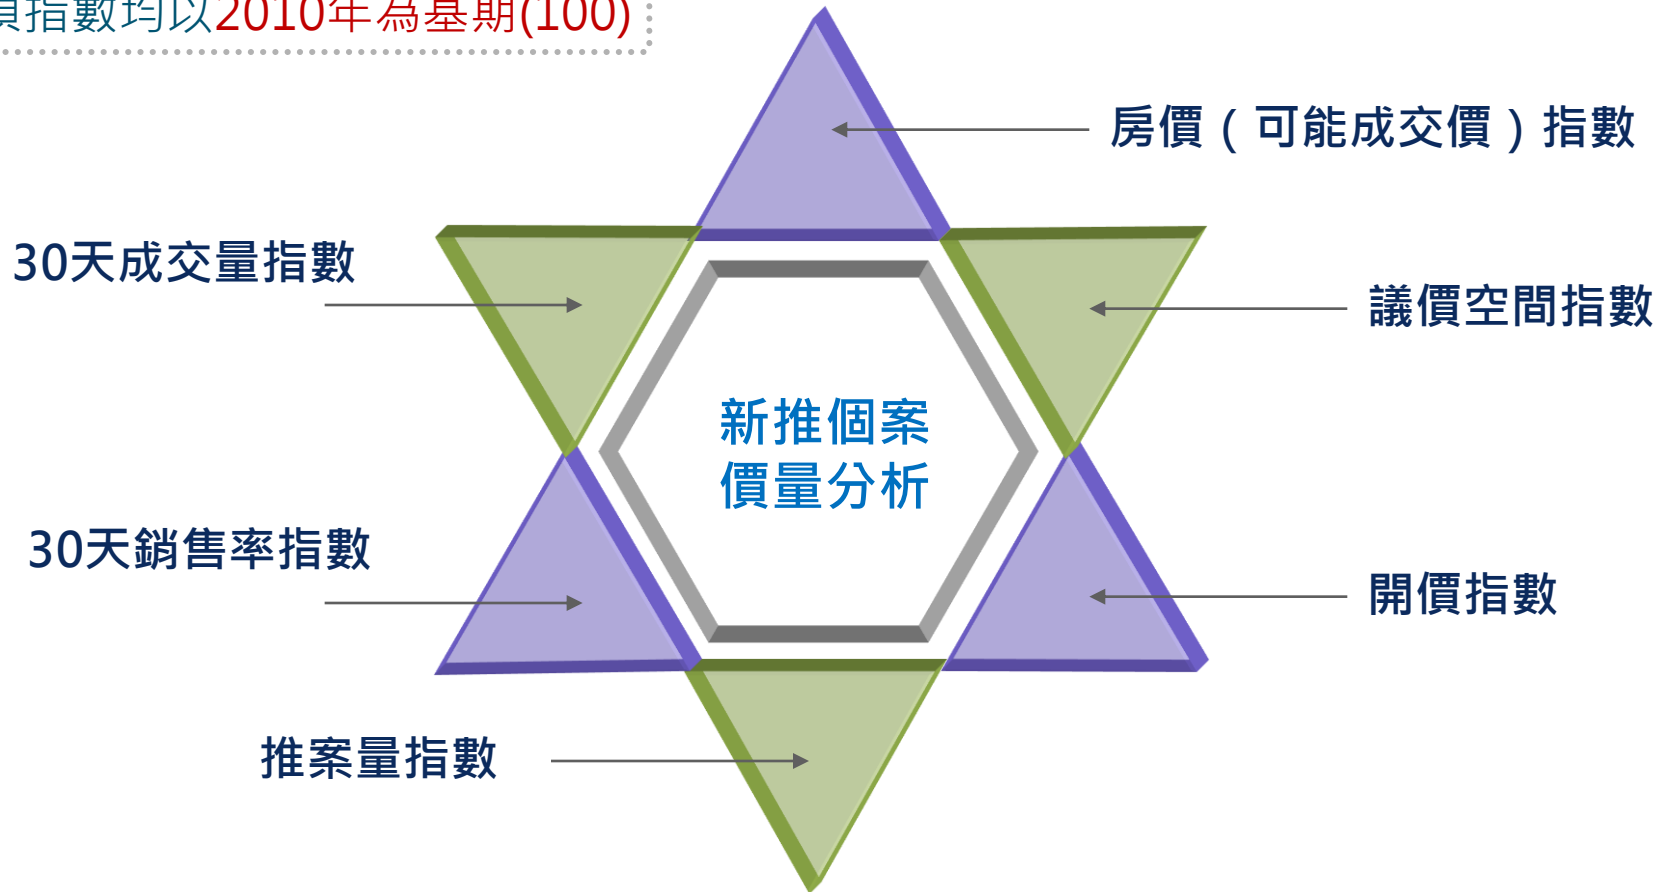 項指數均以2010年為基期(100)
房價（可能成交價）指數
30天成交量指數
議價空間指數
新推個案
價量分析
30天銷售率指數
開價指數
推案量指數